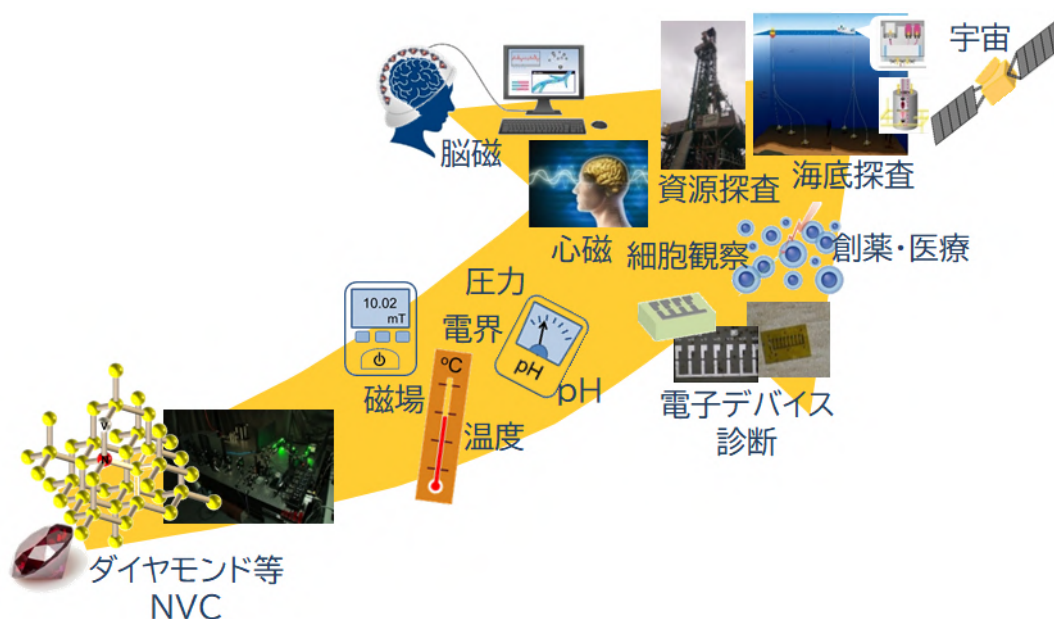 宇宙
脳磁
資源探査
海底探査
心磁
細胞観察
創薬・医療
圧力
10.02
mT
電界
pH
pH
磁場
℃
温度
電子デバイス
診断
V
N
ダイヤモンド等
NVC